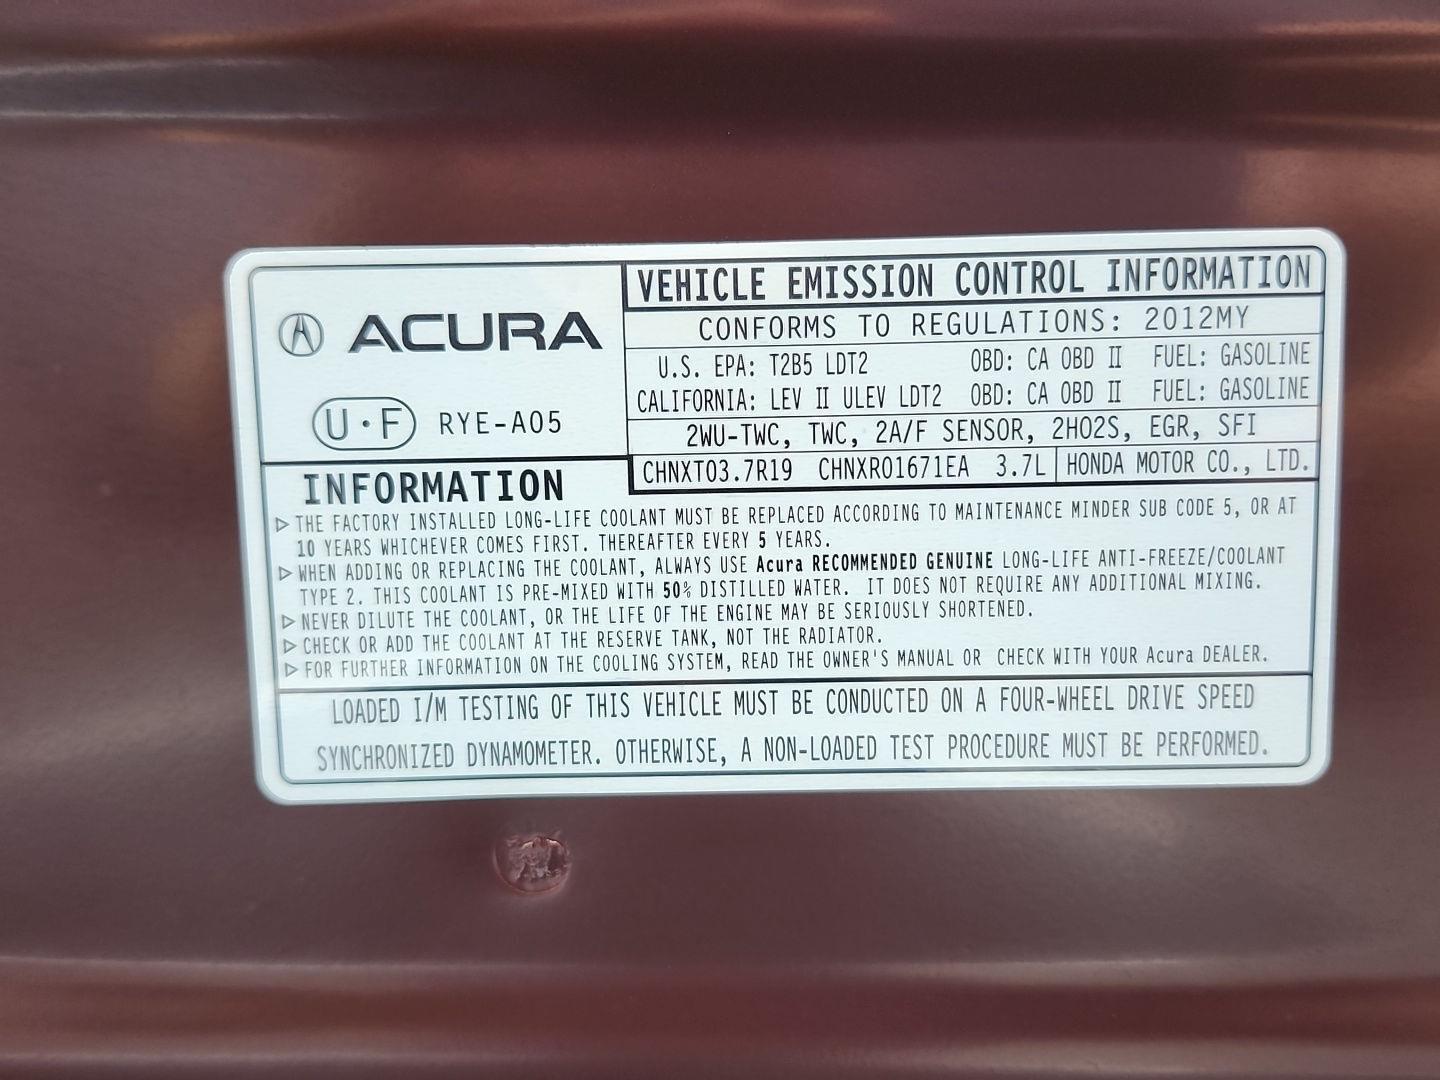 VEHICLE EMISSION CONTROL INFORMATION
ACURA
CONFORMS TO REGULATIONS: 2012MY
U.S. EPA: T2B5 LDT2 OBD: CA OBD II FUEL: GASOLINE
CALIFORNIA: LEV II ULEV LDT2 OBD: CA OBD II FUEL: GASOLINE
U·F RYE-A05
2WU-TWC, TWC, 2A/F SENSOR, 2HO2S, EGR, SFI
CHNXT03.7R19 CHNXR01671EA 3.7L HONDA MOTOR CO., LTD.
INFORMATION
▷ THE FACTORY INSTALLED LONG-LIFE COOLANT MUST BE REPLACED ACCORDING TO MAINTENANCE MINDER SUB CODE 5, OR AT
10 YEARS WHICHEVER COMES FIRST. THEREAFTER EVERY 5 YEARS.
▷ WHEN ADDING OR REPLACING THE COOLANT, ALWAYS USE Acura RECOMMENDED GENUINE LONG-LIFE ANTI-FREEZE/COOLANT
TYPE 2. THIS COOLANT IS PRE-MIXED WITH 50% DISTILLED WATER. IT DOES NOT REQUIRE ANY ADDITIONAL MIXING.
▷ NEVER DILUTE THE COOLANT, OR THE LIFE OF THE ENGINE MAY BE SERIOUSLY SHORTENED.
▷ CHECK OR ADD THE COOLANT AT THE RESERVE TANK, NOT THE RADIATOR.
▷ FOR FURTHER INFORMATION ON THE COOLING SYSTEM, READ THE OWNER'S MANUAL OR CHECK WITH YOUR Acura DEALER.
LOADED I/M TESTING OF THIS VEHICLE MUST BE CONDUCTED ON A FOUR-WHEEL DRIVE SPEED
SYNCHRONIZED DYNAMOMETER. OTHERWISE, A NON-LOADED TEST PROCEDURE MUST BE PERFORMED.